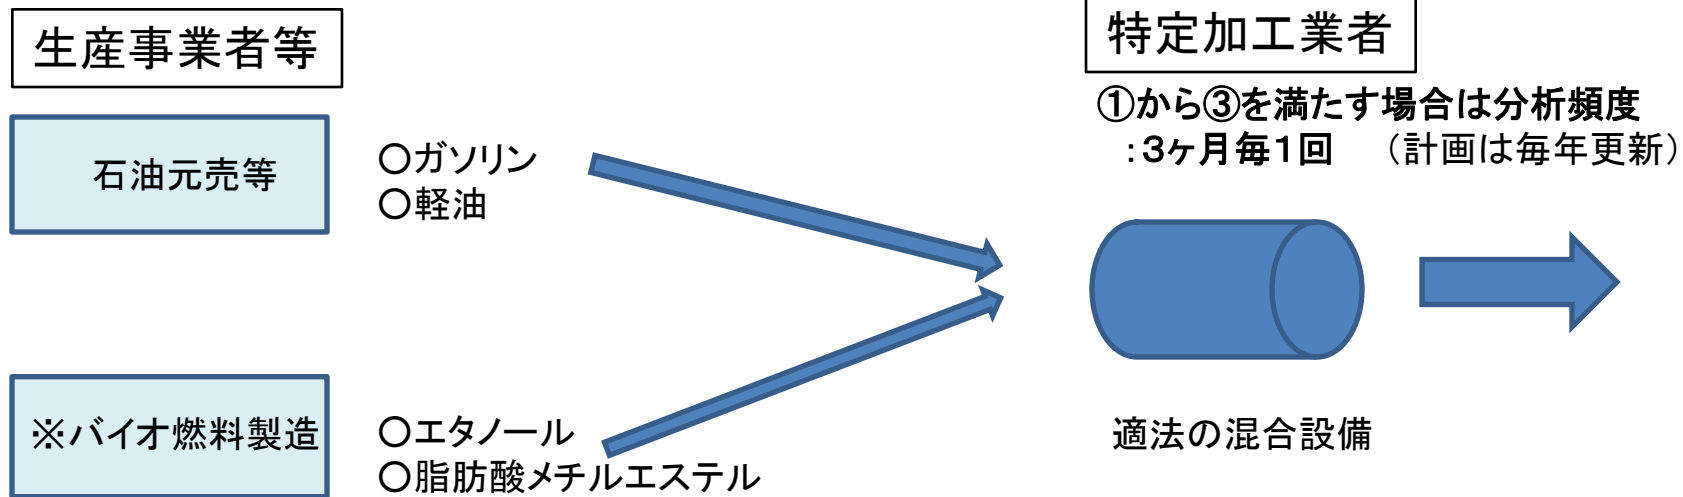 生産事業者等
石油元売等
○ガソリン
○軽油
※バイオ燃料製造
○エタノール
○脂肪酸メチルエステル
特定加工業者
①から③を満たす場合は分析頻度
:3ヶ月毎1回　(計画は毎年更新)
適法の混合設備